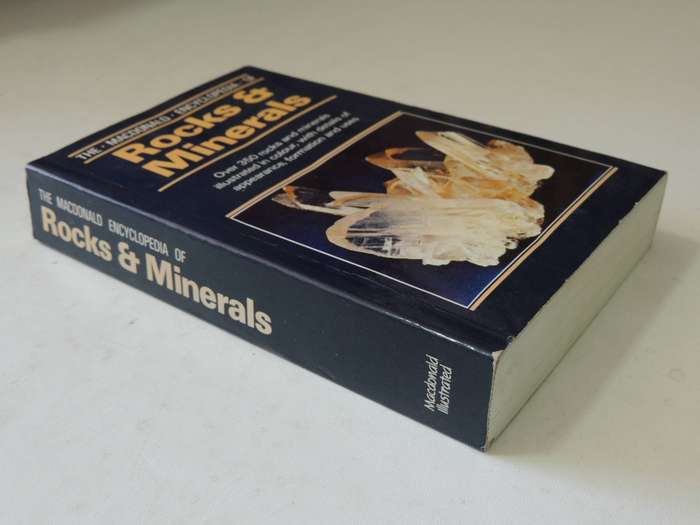 THE · MACDONALD · ENCYCLOPEDIA · OF
Rocks &
Minerals
Over 350 rocks and minerals
illustrated in colour, with details of
appearance, formation and uses
THE MACDONALD ENCYCLOPEDIA OF
Rocks & Minerals
Macdonald
Illustrated